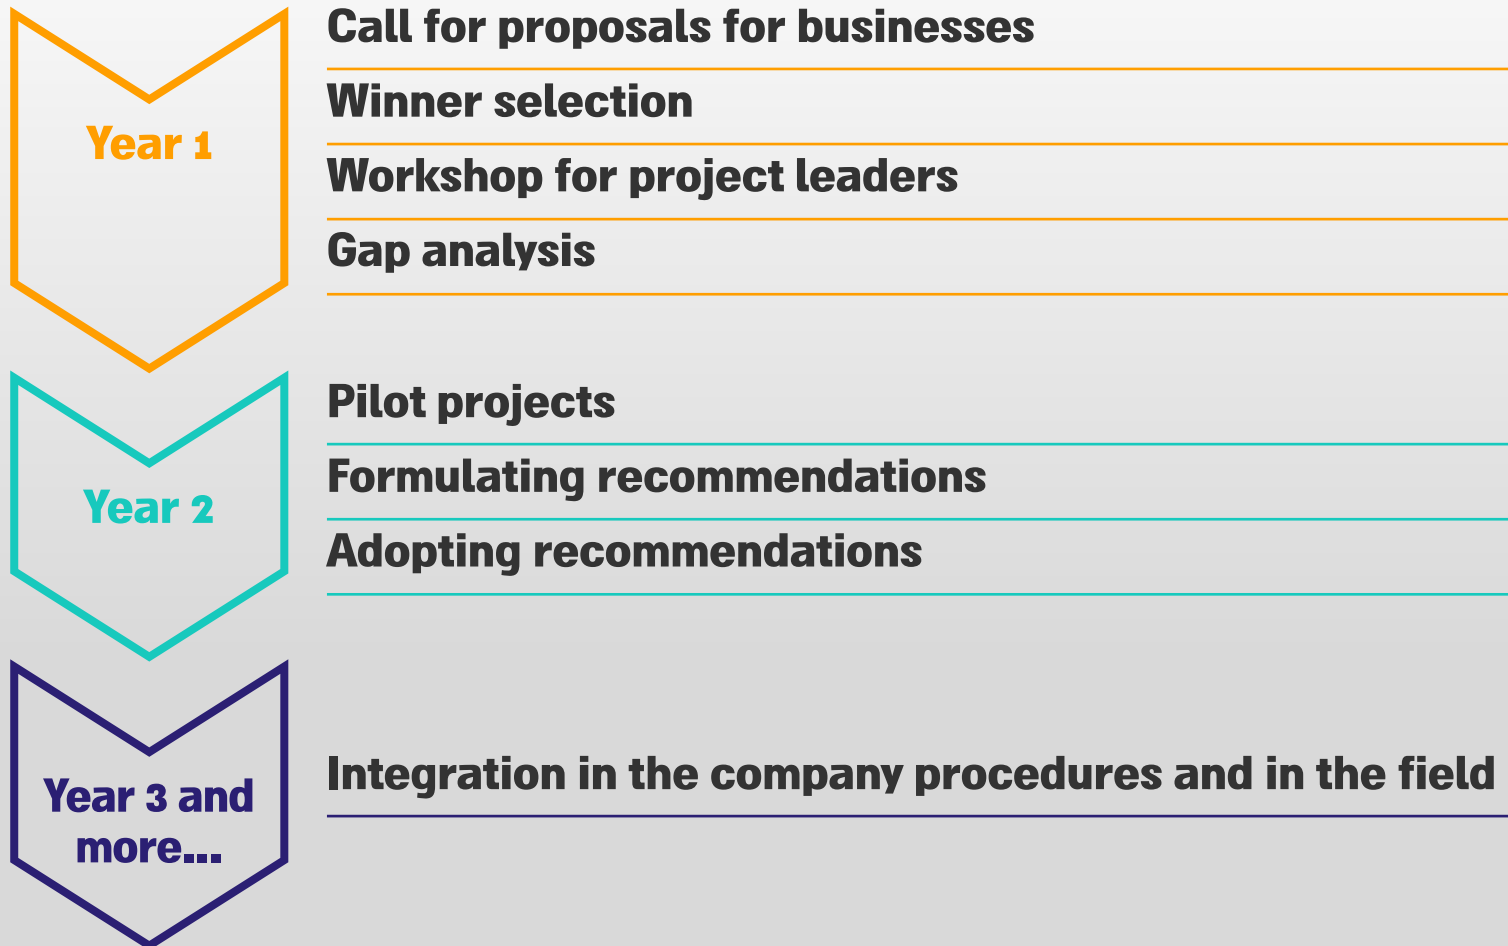 Year 1
Call for proposals for businesses
Winner selection
Workshop for project leaders
Gap analysis
Year 2
Pilot projects
Formulating recommendations
Adopting recommendations
Year 3 and
more...
Integration in the company procedures and in the field